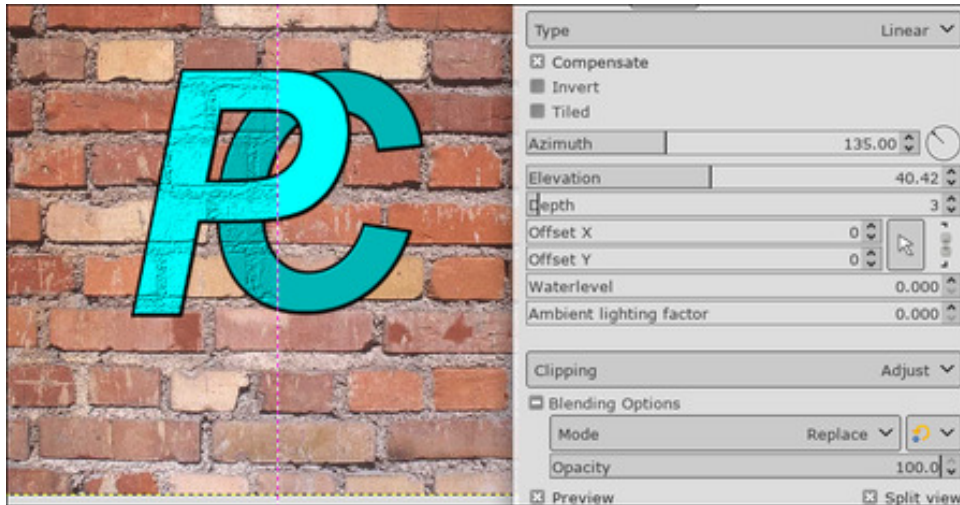 PC
Type Linear
Compensate
Invert
Tiled
Azimuth 135.00
Elevation 40.42
Depth 3
Offset X 0
Offset Y 0
Waterlevel 0.000
Ambient lighting factor 0.000
Clipping Adjust
Blending Options
Mode Replace
Opacity 100.0
Preview Split view